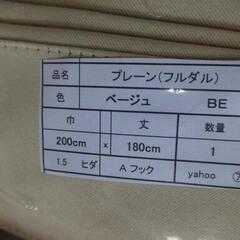 品名 プレーン(フルダル)
色 ベージュ BE
巾 丈 数量
200cm x 180cm 1
1.5 ヒダ Aフック yahoo ㋐